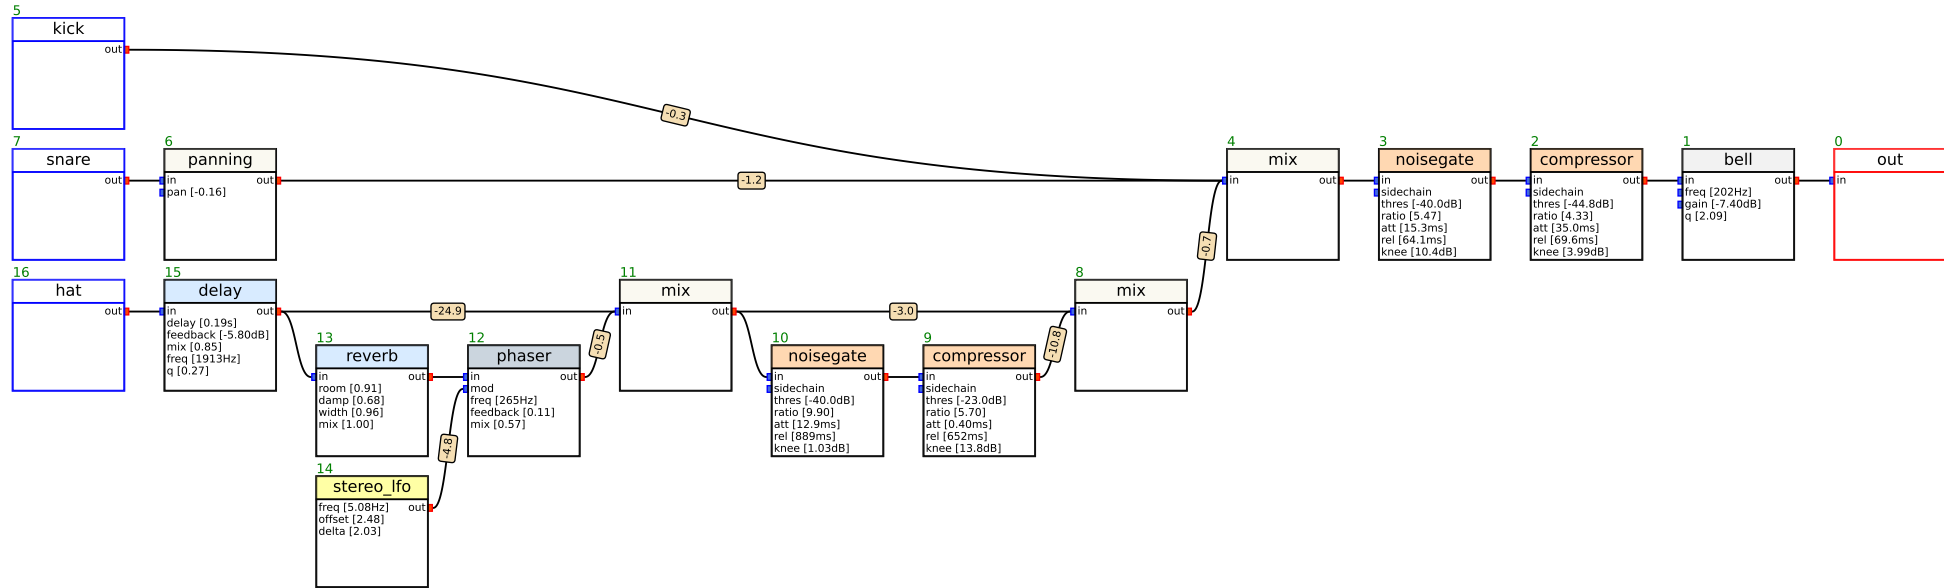 5
kick
out
-0.3
7
snare
out
6
panning
in out
pan [-0.16]
-1.2
4
mix
in out
3
noisegate
in out
sidechain
thres [-40.0dB]
ratio [5.47]
att [15.3ms]
rel [64.1ms]
knee [10.4dB]
2
compressor
in out
sidechain
thres [-44.8dB]
ratio [4.33]
att [35.0ms]
rel [69.6ms]
knee [3.99dB]
1
bell
in out
freq [202Hz]
gain [-7.40dB]
q [2.09]
0
out
in
-0.7
16
hat
out
15
delay
in out
delay [0.19s]
feedback [-5.80dB]
mix [0.85]
freq [1913Hz]
q [0.27]
-24.9
11
mix
in out
-3.0
8
mix
in out
13
reverb
in out
room [0.91]
damp [0.68]
width [0.96]
mix [1.00]
12
phaser
in out
mod
freq [265Hz]
feedback [0.11]
mix [0.57]
-0.5
10
noisegate
in out
sidechain
thres [-40.0dB]
ratio [9.90]
att [12.9ms]
rel [889ms]
knee [1.03dB]
9
compressor
in out
sidechain
thres [-23.0dB]
ratio [5.70]
att [0.40ms]
rel [652ms]
knee [13.8dB]
-10.8
-4.8
14
stereo_lfo
freq [5.08Hz] out
offset [2.48]
delta [2.03]